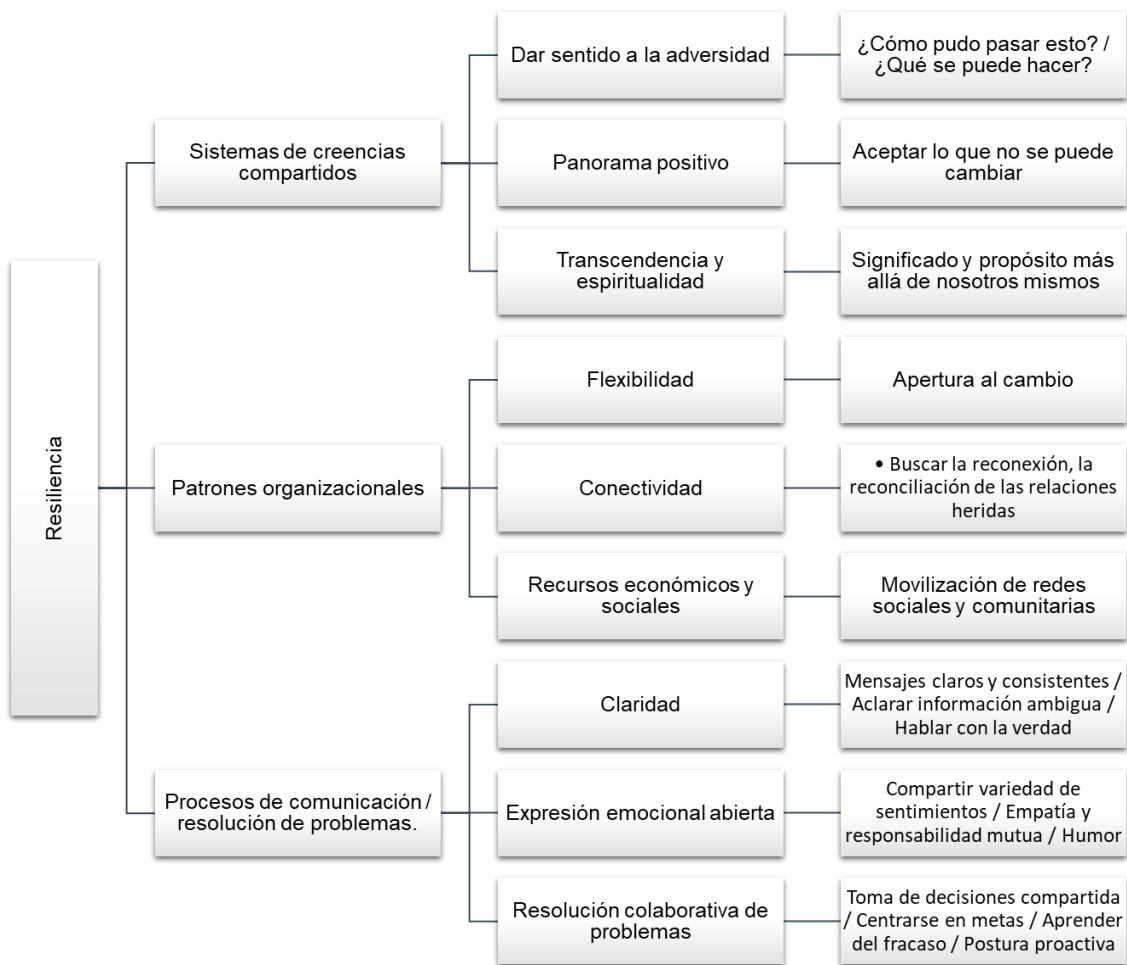 Resiliencia
Sistemas de creencias
compartidos
Dar sentido a la adversidad
¿Cómo pudo pasar esto? /
¿Qué se puede hacer?
Panorama positivo
Aceptar lo que no se puede
cambiar
Transcendencia y
espiritualidad
Significado y propósito más
allá de nosotros mismos
Patrones organizacionales
Flexibilidad
Apertura al cambio
Conectividad
• Buscar la reconexión, la
reconciliación de las relaciones
heridas
Recursos económicos y
sociales
Movilización de redes
sociales y comunitarias
Procesos de comunicación /
resolución de problemas.
Claridad
Mensajes claros y consistentes /
Aclarar información ambigua /
Hablar con la verdad
Expresión emocional abierta
Compartir variedad de
sentimientos / Empatía y
responsabilidad mutua / Humor
Resolución colaborativa de
problemas
Toma de decisiones compartida
/ Centrarse en metas / Aprender
del fracaso / Postura proactiva